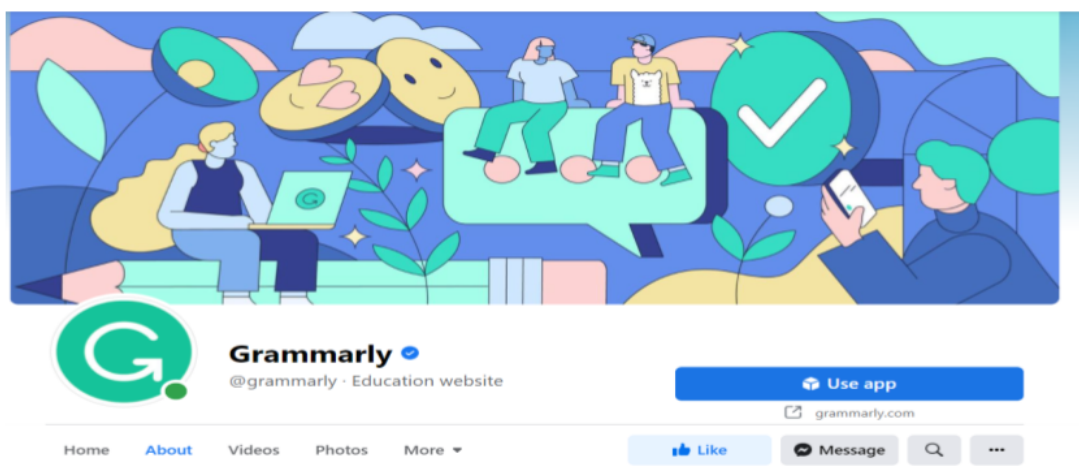 Grammarly
@grammarly · Education website
Use app
grammarly.com
Home About Videos Photos More Like Message